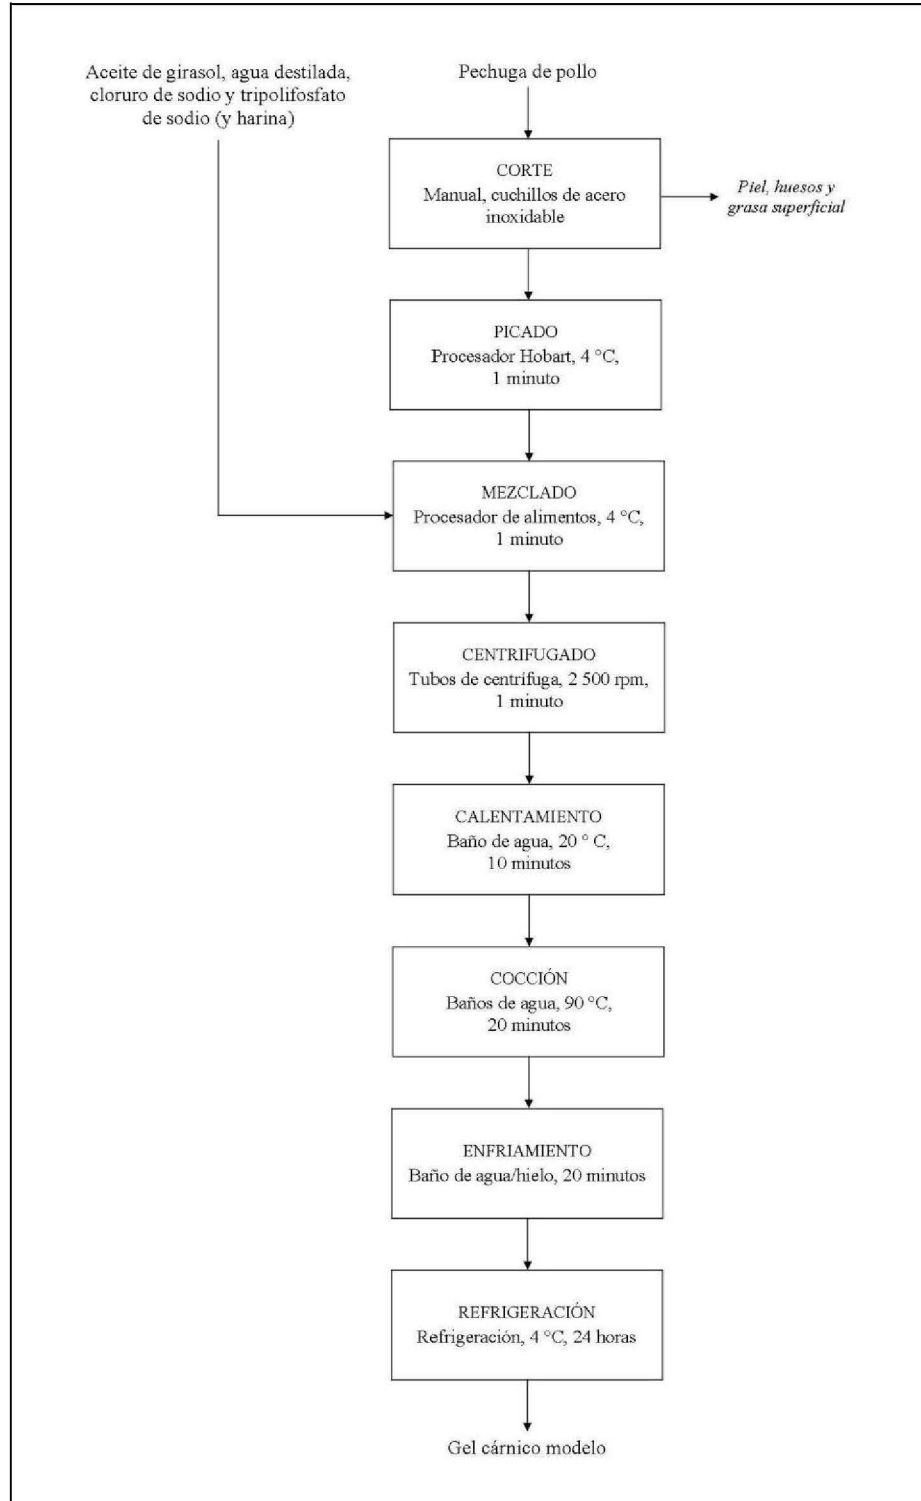 Aceite de girasol, agua destilada,
cloruro de sodio y tripolifosfato
de sodio (y harina)
Pechuga de pollo
CORTE
Manual, cuchillos de acero
inoxidable
Piel, huesos y
grasa superficial
PICADO
Procesador Hobart, 4 °C,
1 minuto
MEZCLADO
Procesador de alimentos, 4 °C,
1 minuto
CENTRIFUGADO
Tubos de centrífuga, 2 500 rpm,
1 minuto
CALENTAMIENTO
Baño de agua, 20 ° C,
10 minutos
COCCIÓN
Baños de agua, 90 °C,
20 minutos
ENFRIAMIENTO
Baño de agua/hielo, 20 minutos
REFRIGERACIÓN
Refrigeración, 4 °C, 24 horas
Gel cárnico modelo